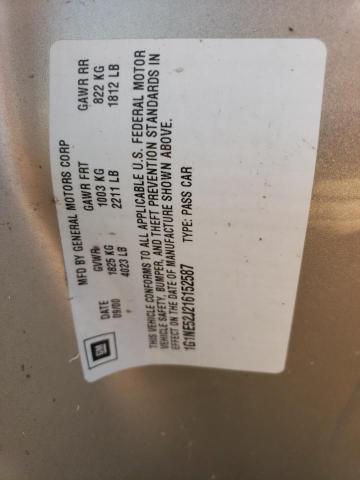 MFD BY GENERAL MOTORS CORP
DATE GVWR GAWR FRT GAWR RR
09/00 1825 KG 1003 KG 822 KG
4023 LB 2211 LB 1812 LB
THIS VEHICLE CONFORMS TO ALL APPLICABLE U.S. FEDERAL MOTOR
VEHICLE SAFETY, BUMPER, AND THEFT PREVENTION STANDARDS IN
EFFECT ON THE DATE OF MANUFACTURE SHOWN ABOVE.
1G1NE52J216152587 TYPE: PASS CAR
GM